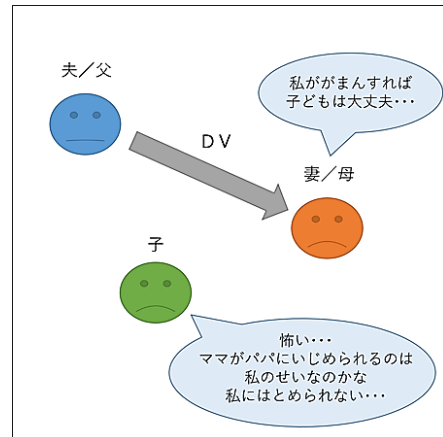 夫／父
私ががまんすれば
子どもは大丈夫･･･
ＤＶ
妻／母
子
怖い･･･
ママがパパにいじめられるのは
私のせいなのかな
私にはとめられない･･･